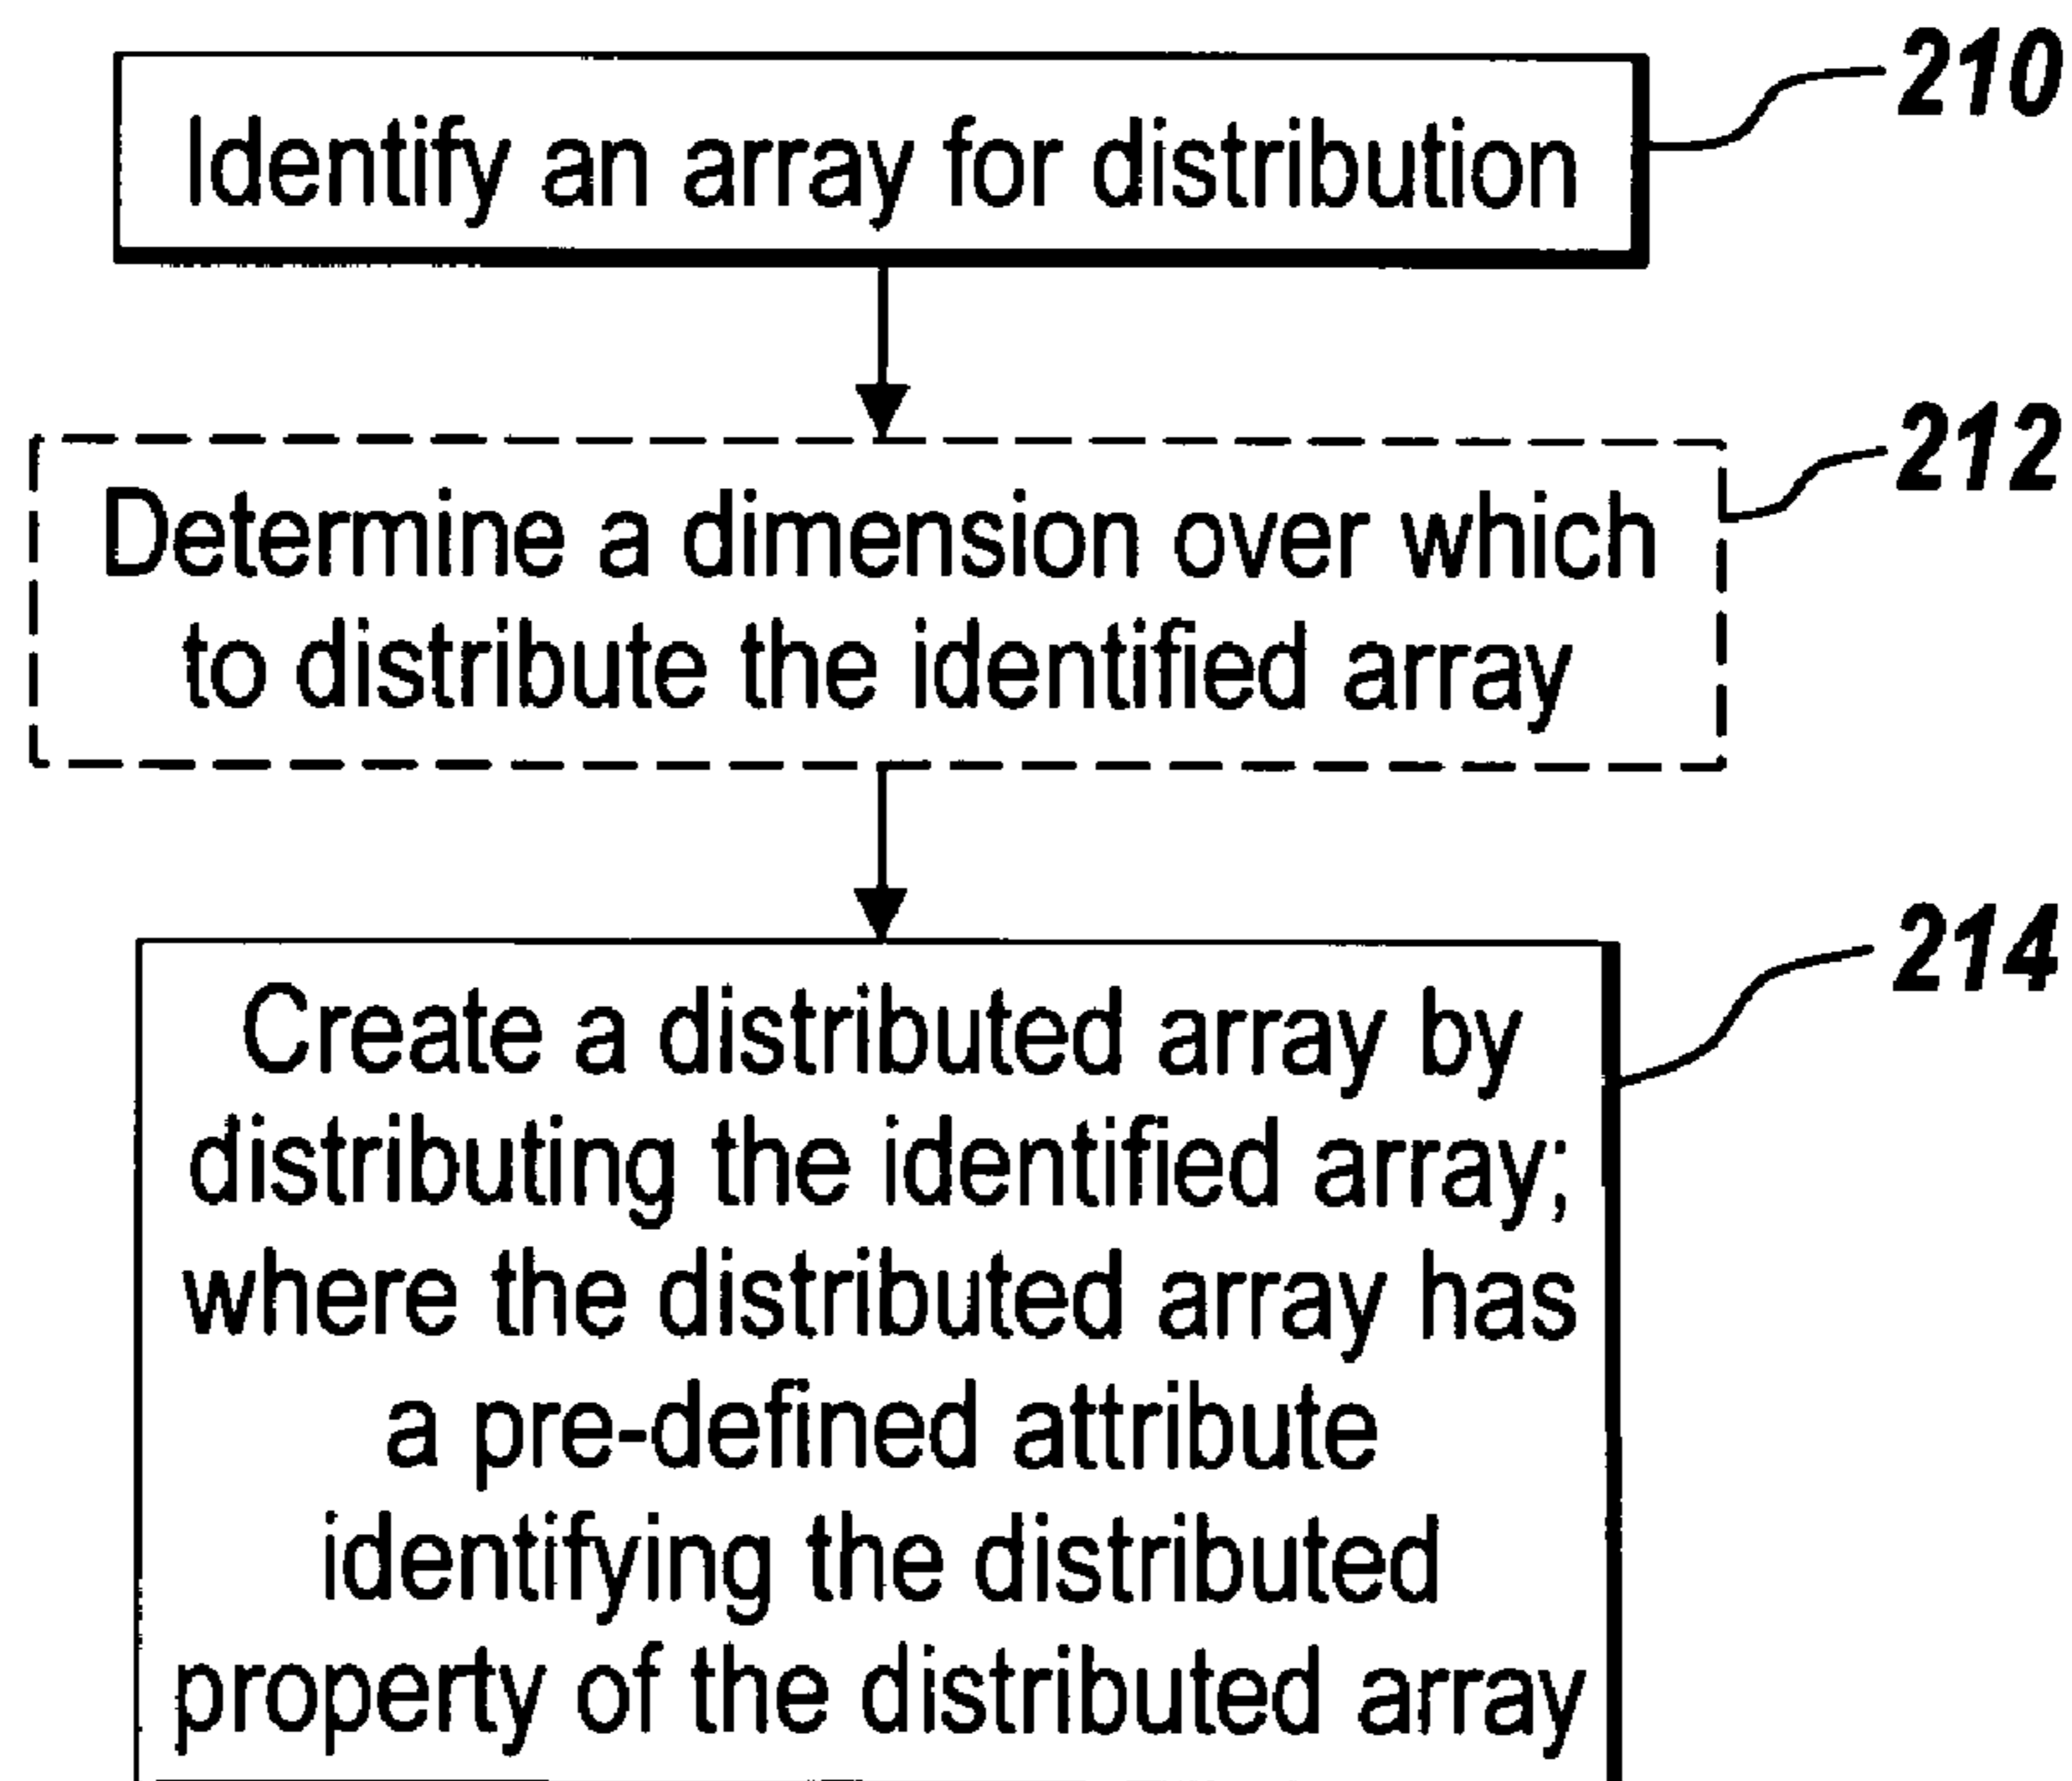 210
Identify an array for distribution
212
Determine a dimension over which
to distribute the identified array
214
Create a distributed array by
distributing the identified array;
where the distributed array has
a pre-defined attribute
identifying the distributed
property of the distributed array